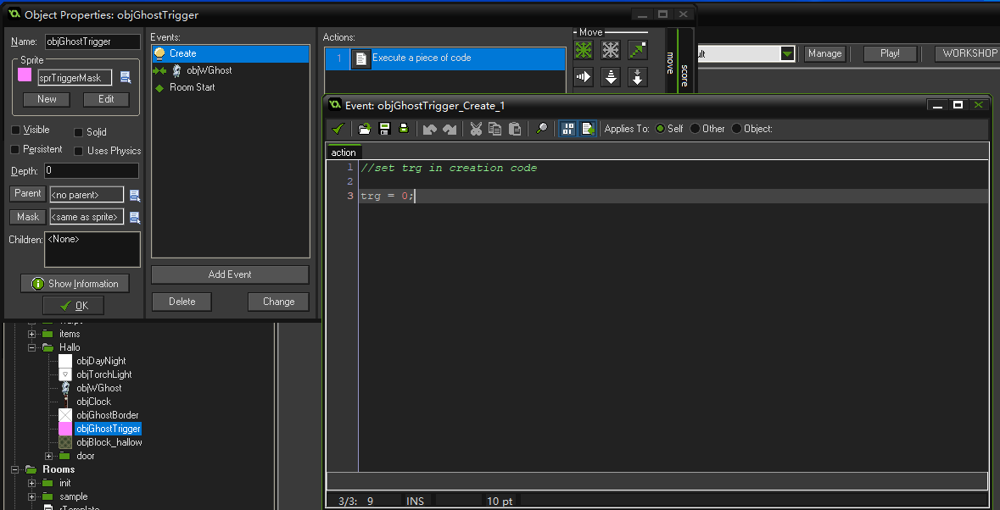 Object Properties: objGhostTrigger
Name: objGhostTrigger
Sprite
sprTriggerMask
New Edit
Visible Solid
Persistent Uses Physics
Depth: 0
Parent <no parent>
Mask <same as sprite>
Children: <None>
Show Information
OK
Events:
Create
objWGhost
Room Start
Add Event
Delete Change
Actions:
1 Execute a piece of code
Move
move
score
Manage Play! WORKSHOP
Event: objGhostTrigger_Create_1
Applies To: Self Other Object:
action
1 //set trg in creation code
2
3 trg = 0;
3/3: 9 INS 10 pt
items
Hallo
objDayNight
objTorchLight
objWGhost
objClock
objGhostBorder
objGhostTrigger
objBlock_hallow
door
Rooms
init
sample